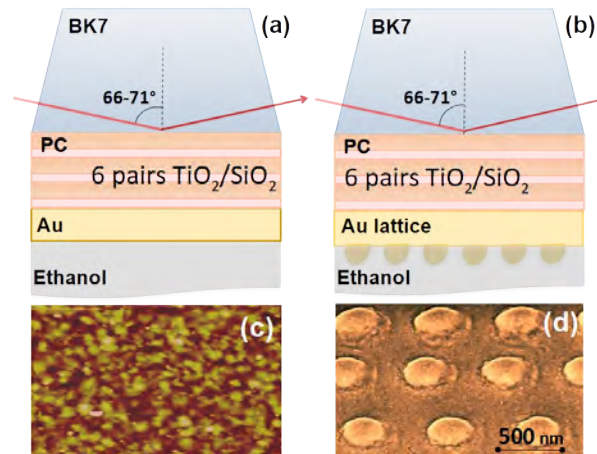 BK7
(a)
66-71°
PC
6 pairs TiO₂/SiO₂
Au
Ethanol
BK7
(b)
66-71°
PC
6 pairs TiO₂/SiO₂
Au lattice
Ethanol
(c)
(d)
500 nm